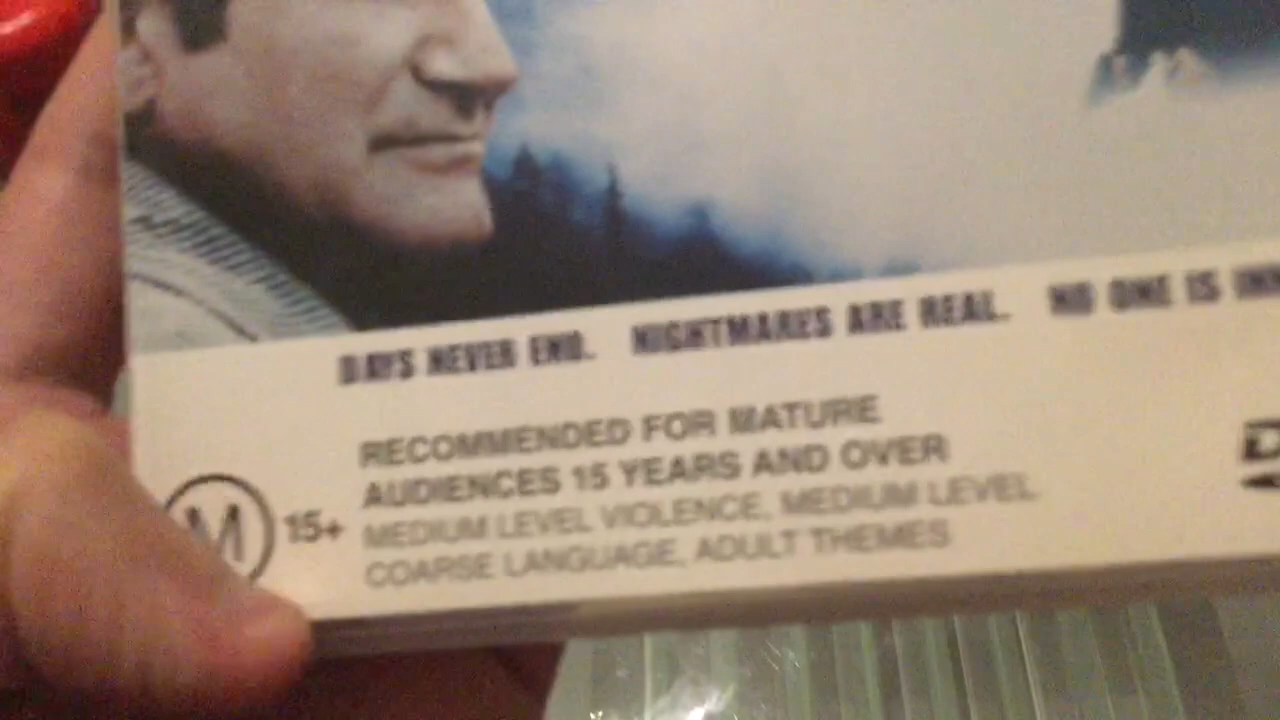 DAYS NEVER END. NIGHTMARES ARE REAL. NO ONE IS
RECOMMENDED FOR MATURE
AUDIENCES 15 YEARS AND OVER
M 15+
MEDIUM LEVEL VIOLENCE, MEDIUM LEVEL
COARSE LANGUAGE, ADULT THEMES